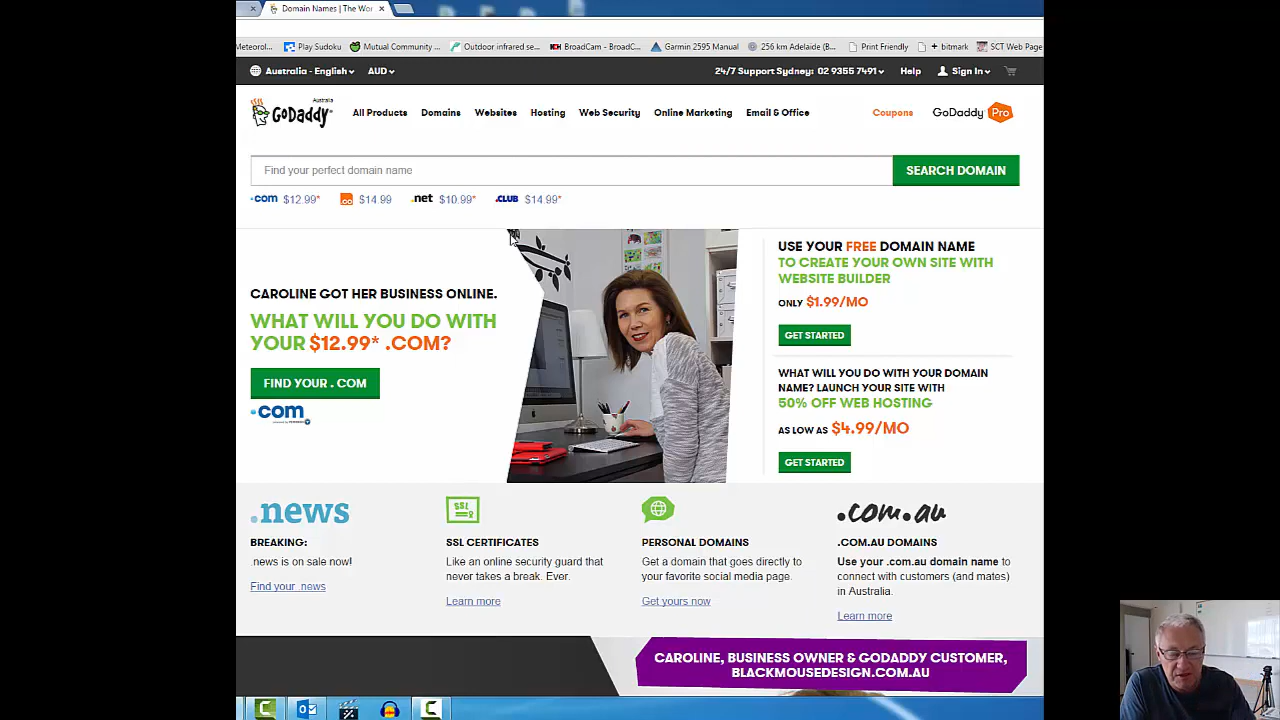 Domain Names | The Wor
Meteorol...
Play Sudoku
Mutual Community ...
Outdoor infrared se...
BroadCam - BroadC...
Garmin 2595 Manual
256 km Adelaide (B...
Print Friendly
+ bitmark
SCT Web Page
Australia - English
AUD
24/7 Support Sydney: 02 9355 7491
Help
Sign In
Australia
GoDaddy
All Products
Domains
Websites
Hosting
Web Security
Online Marketing
Email & Office
Coupons
GoDaddy Pro
Find your perfect domain name
SEARCH DOMAIN
.com $12.99*
$14.99
.net $10.99*
.CLUB $14.99*
CAROLINE GOT HER BUSINESS ONLINE.
WHAT WILL YOU DO WITH
YOUR $12.99* .COM?
FIND YOUR . COM
.com
USE YOUR FREE DOMAIN NAME
TO CREATE YOUR OWN SITE WITH
WEBSITE BUILDER
ONLY $1.99/MO
GET STARTED
WHAT WILL YOU DO WITH YOUR DOMAIN
NAME? LAUNCH YOUR SITE WITH
50% OFF WEB HOSTING
AS LOW AS $4.99/MO
GET STARTED
.news
BREAKING:
.news is on sale now!
Find your .news
SSL
SSL CERTIFICATES
Like an online security guard that
never takes a break. Ever.
Learn more
PERSONAL DOMAINS
Get a domain that goes directly to
your favorite social media page.
Get yours now
.com.au
.COM.AU DOMAINS
Use your .com.au domain name to
connect with customers (and mates)
in Australia.
Learn more
CAROLINE, BUSINESS OWNER & GODADDY CUSTOMER,
BLACKMOUSEDESIGN.COM.AU